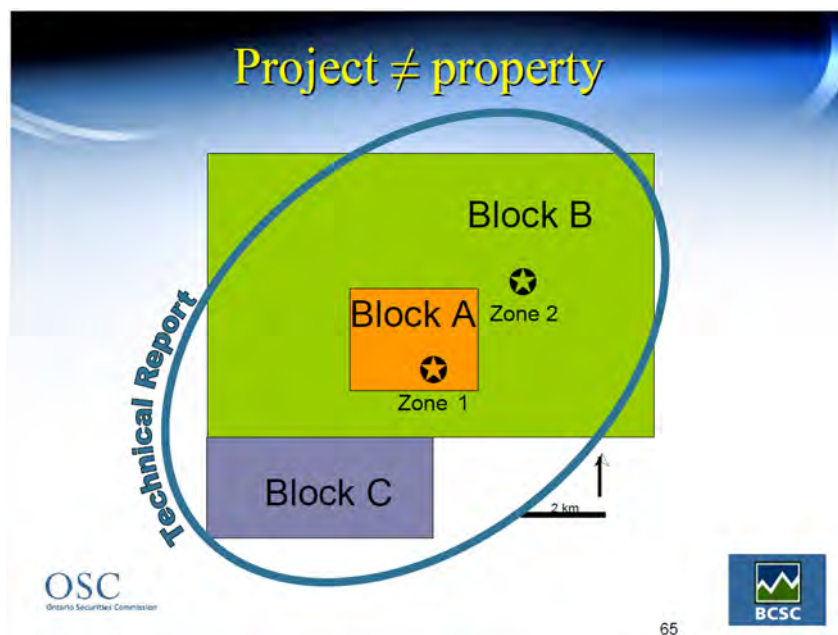 Project ≠ property
Block B
Zone 2
Block A
Zone 1
Technical Report
Block C
2 km
OSC
Ontario Securities Commission
BCSC
65